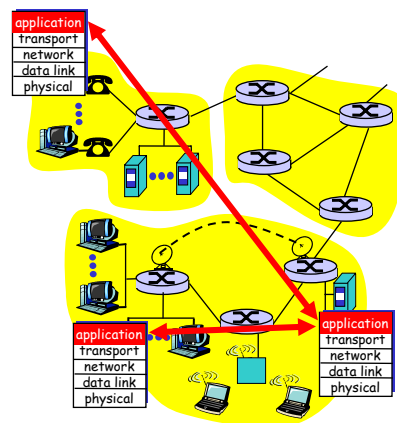 application
transport
network
data link
physical
application
transport
network
data link
physical
application
transport
network
data link
physical